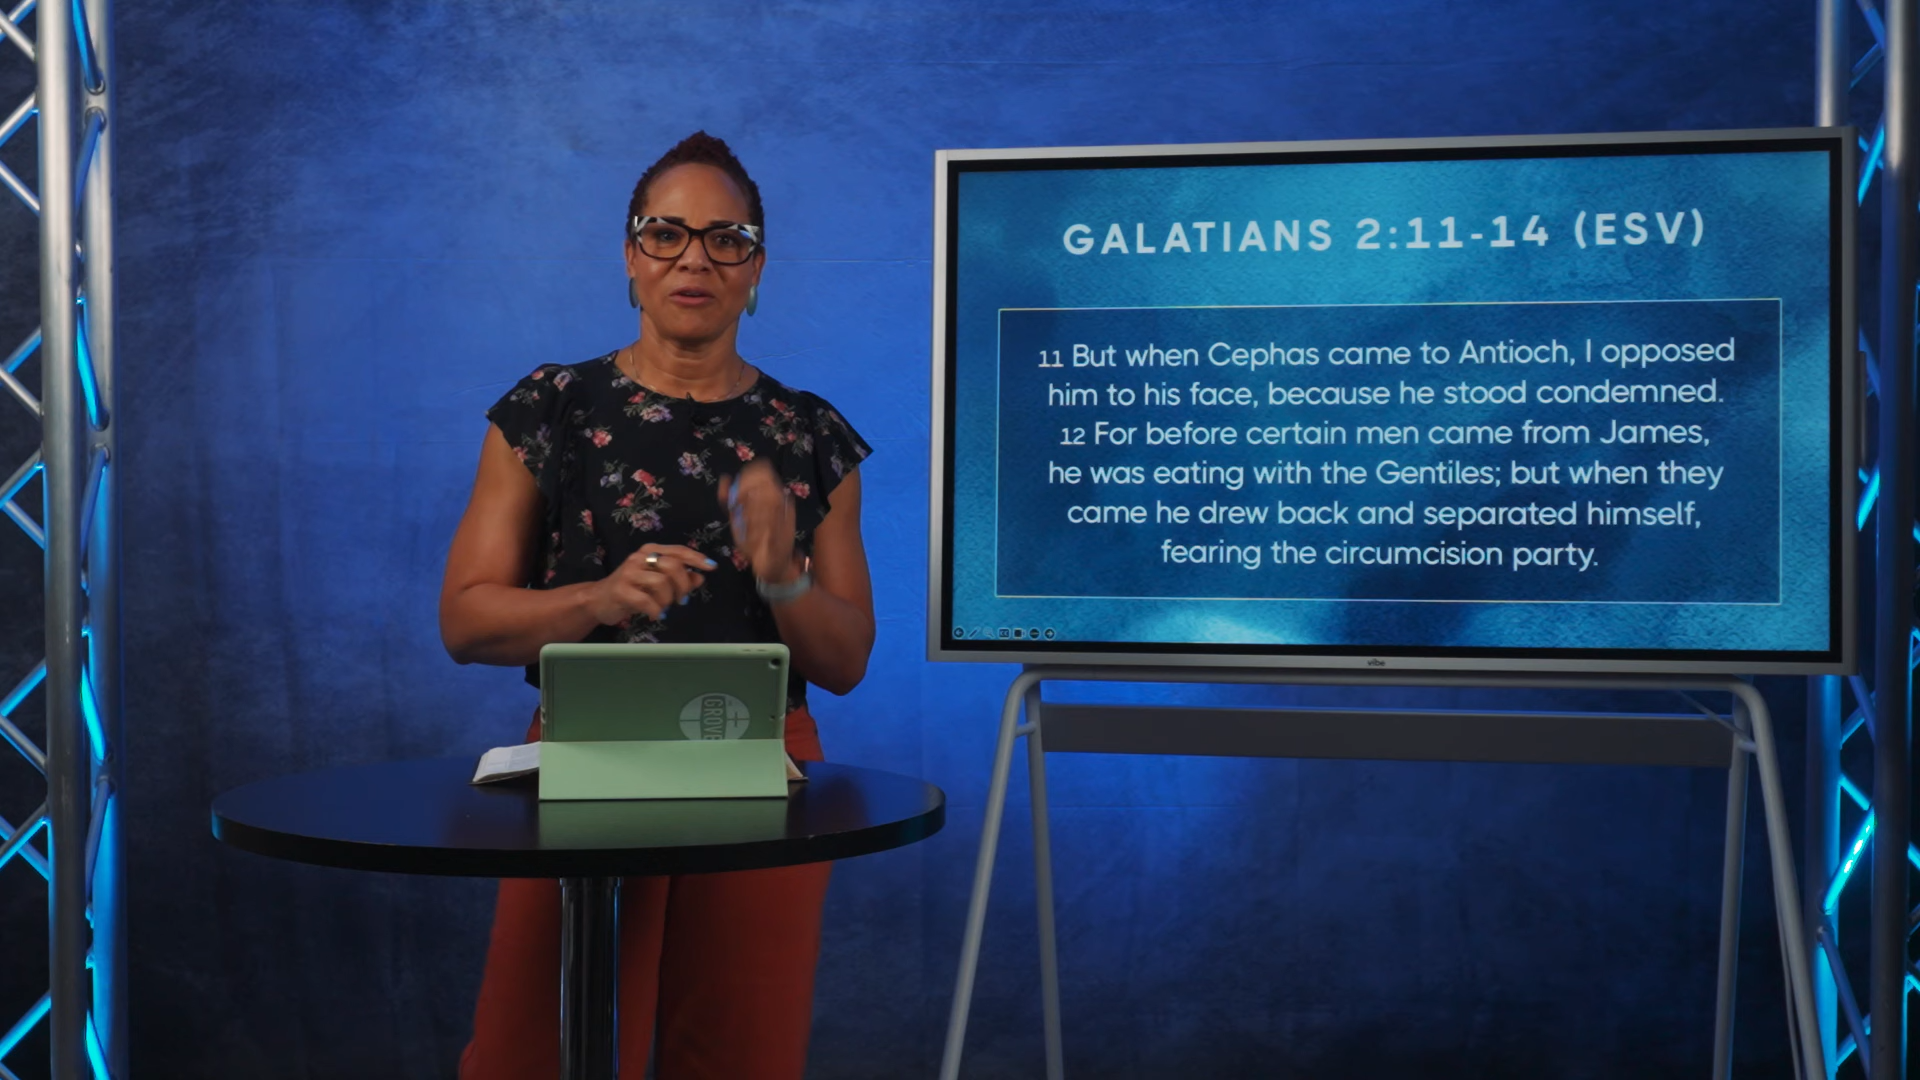 GALATIANS 2:11-14 (ESV)
11 But when Cephas came to Antioch, I opposed
him to his face, because he stood condemned.
12 For before certain men came from James,
he was eating with the Gentiles; but when they
came he drew back and separated himself,
fearing the circumcision party.
vibe
GROVE